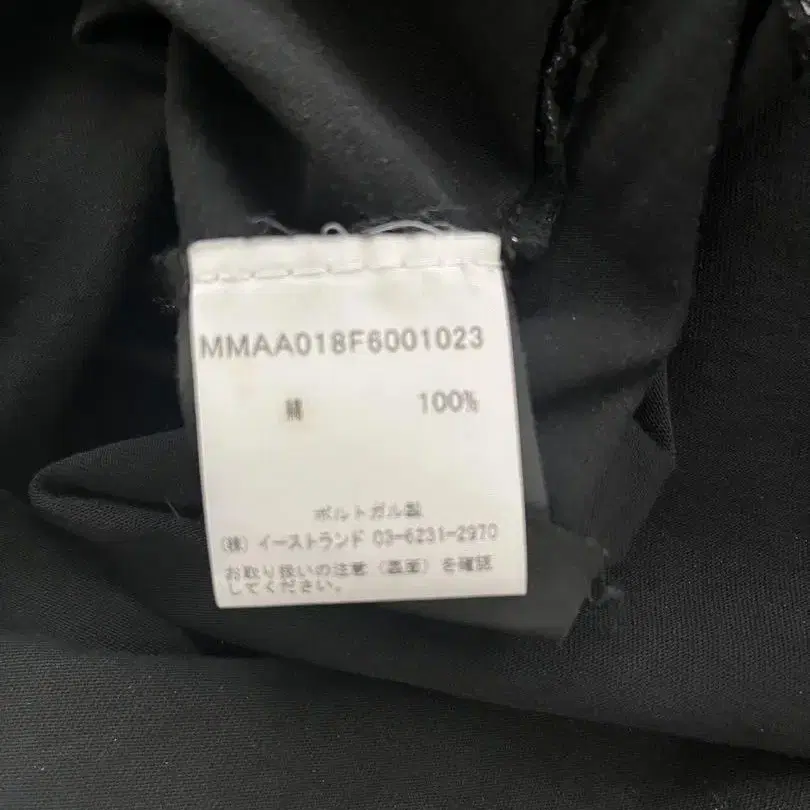 MMAA018F6001023
綿 100%
ポルトガル製
(株) イーストランド 03-6231-2970
お取り扱いの注意 (裏面) を確認
してください。